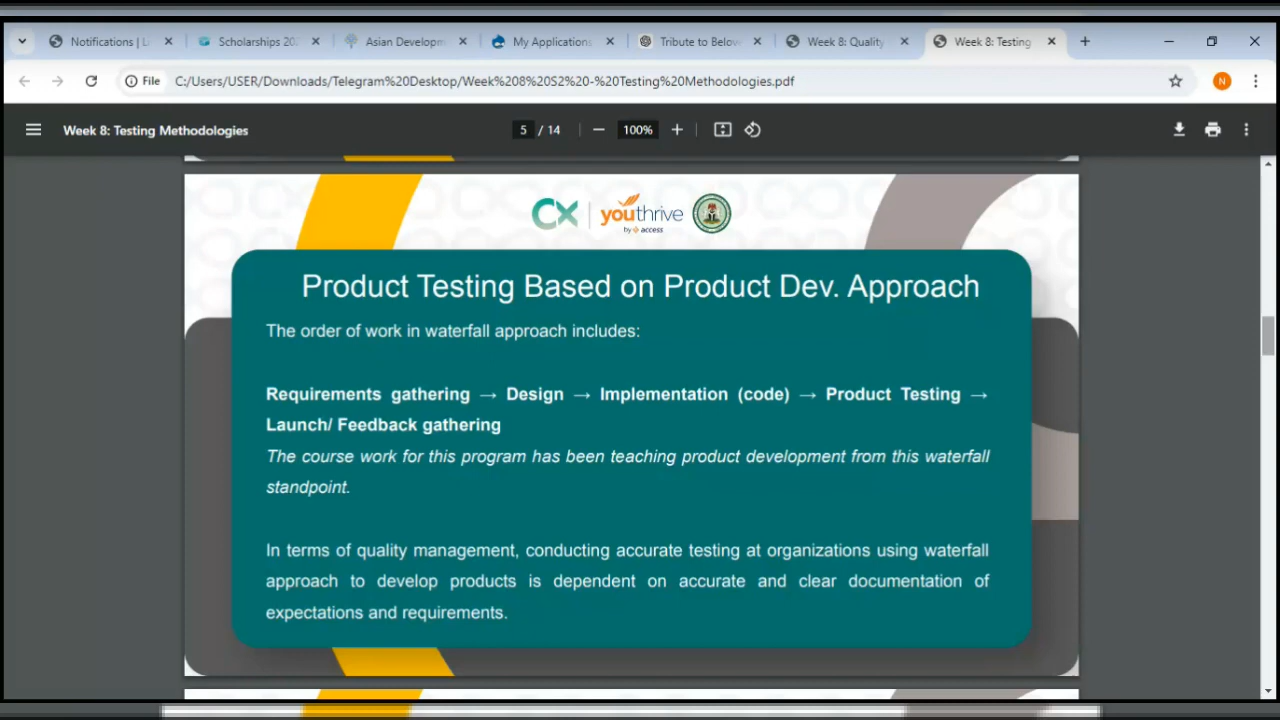 Notifications | L
Scholarships 202
Asian Developm
My Applications
Tribute to Belov
Week 8: Quality
Week 8: Testing
File
C:/Users/USER/Downloads/Telegram%20Desktop/Week%208%20S2%20-%20Testing%20Methodologies.pdf
N
Week 8: Testing Methodologies
5 / 14
100%
CX
youthrive
by access
Product Testing Based on Product Dev. Approach
The order of work in waterfall approach includes:
Requirements gathering → Design → Implementation (code) → Product Testing →
Launch/ Feedback gathering
The course work for this program has been teaching product development from this waterfall
standpoint.
In terms of quality management, conducting accurate testing at organizations using waterfall
approach to develop products is dependent on accurate and clear documentation of
expectations and requirements.